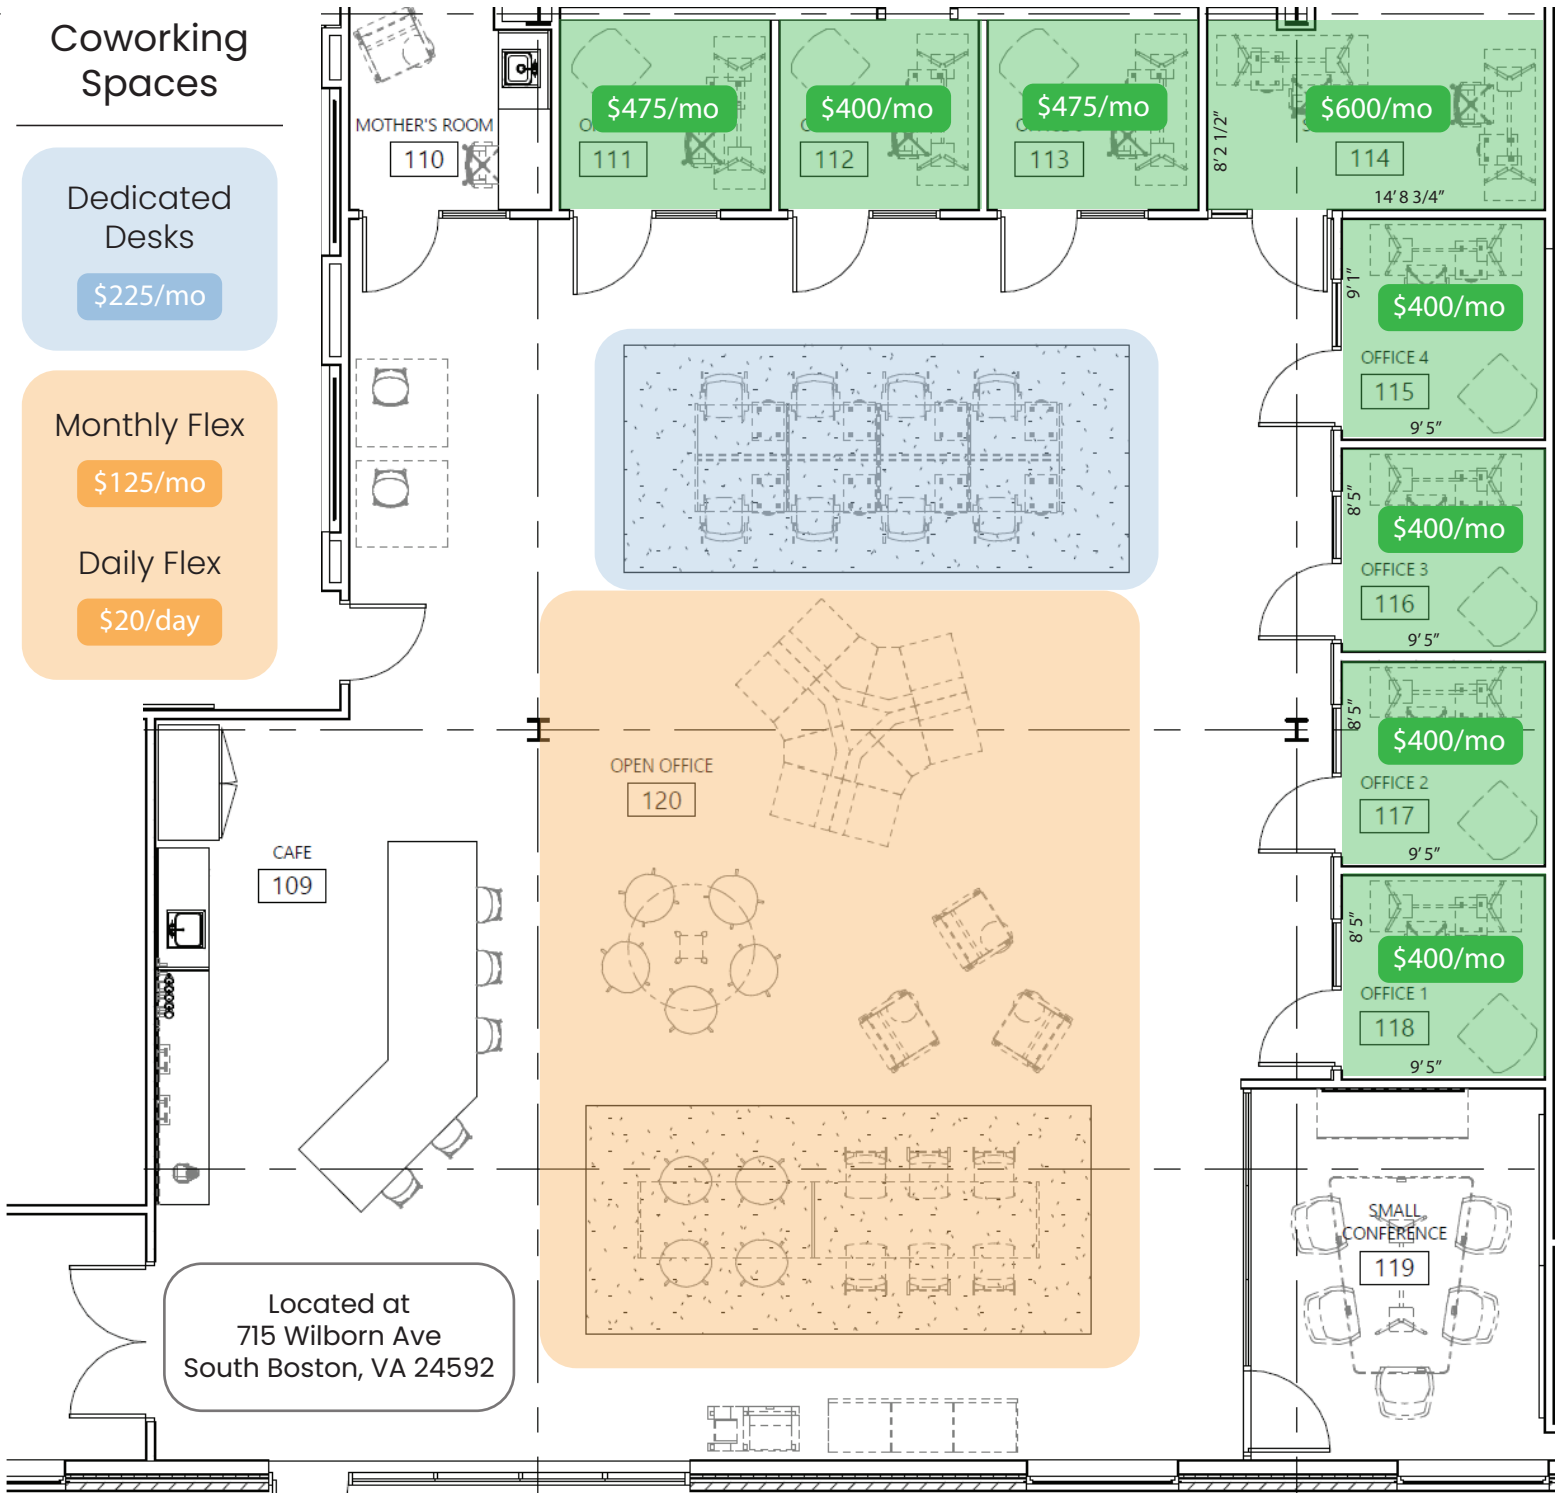 Coworking
Spaces
Dedicated
Desks
$225/mo
Monthly Flex
$125/mo
Daily Flex
$20/day
MOTHER'S ROOM
110
$475/mo
111
$400/mo
112
$475/mo
113
$600/mo
114
8' 2 1/2"
14' 8 3/4"
9' 1"
$400/mo
OFFICE 4
115
9' 5"
8' 5"
$400/mo
OFFICE 3
116
9' 5"
8' 5"
$400/mo
OFFICE 2
117
9' 5"
8' 5"
$400/mo
OFFICE 1
118
9' 5"
OPEN OFFICE
120
CAFE
109
SMALL
CONFERENCE
119
Located at
715 Wilborn Ave
South Boston, VA 24592